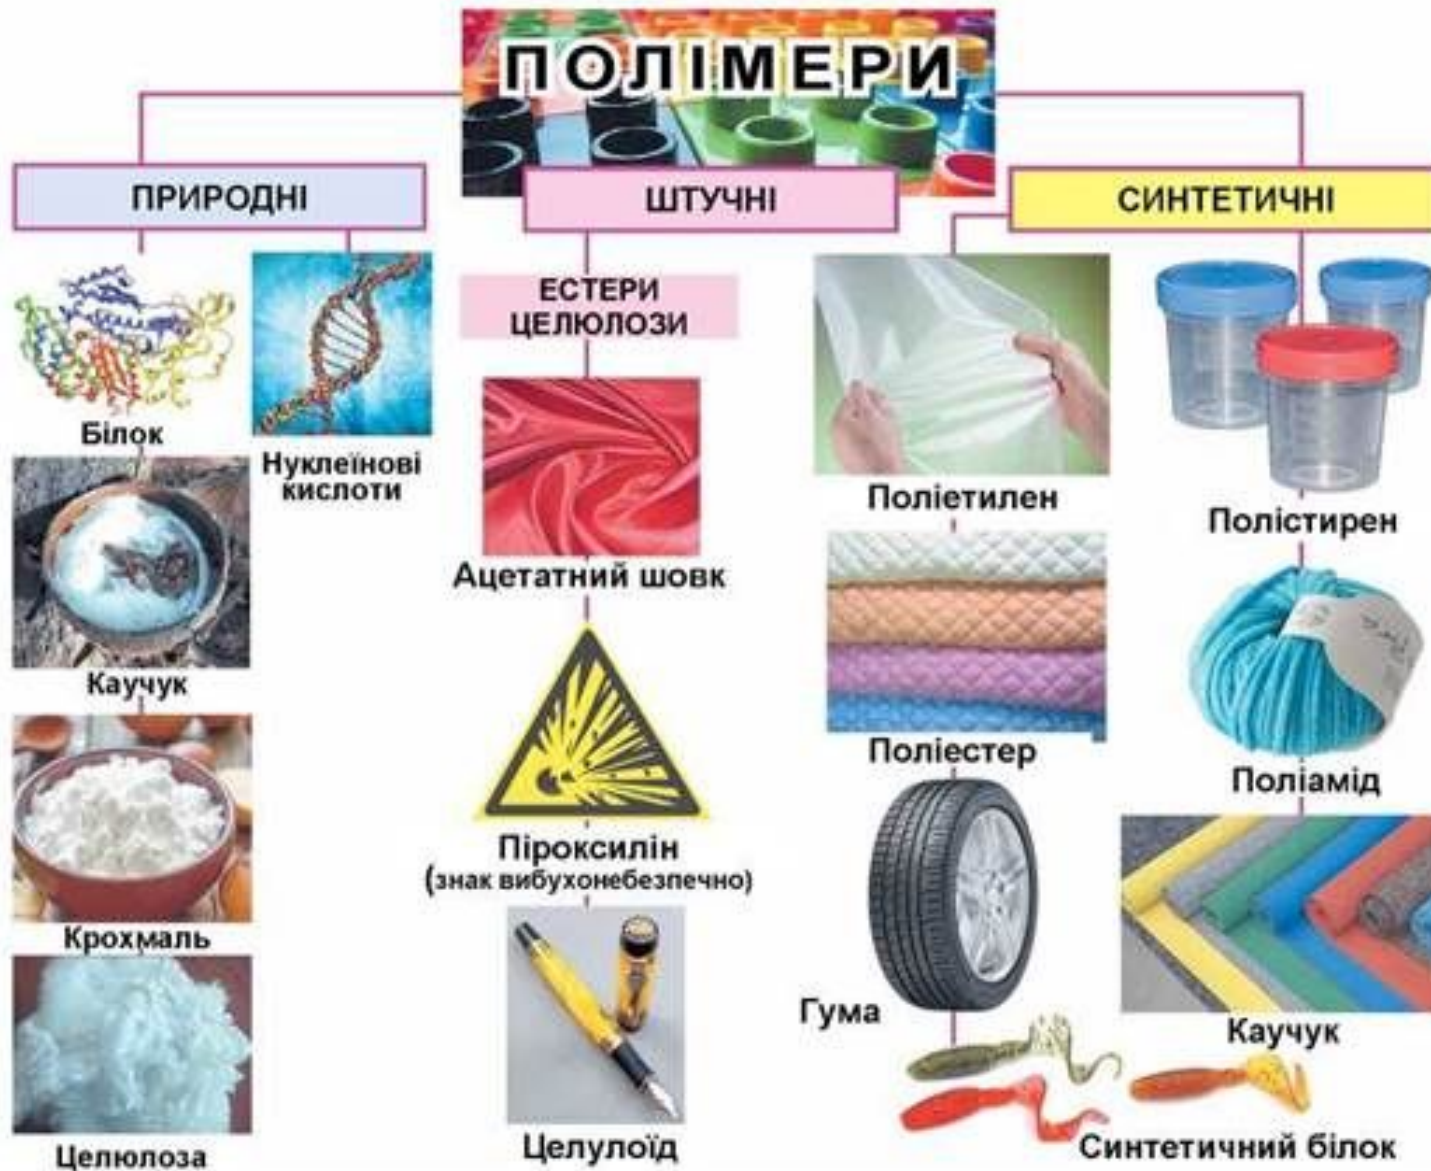 ПОЛІМЕРИ
ПРИРОДНІ
ШТУЧНІ
СИНТЕТИЧНІ
Білок
Нуклеїнові
кислоти
Каучук
Крохмаль
Целюлоза
ЕСТЕРИ
ЦЕЛЮЛОЗИ
Ацетатний шовк
Піроксилін
(знак вибухонебезпечно)
Целулоїд
Поліетилен
Полістирен
Поліестер
Поліамід
Гума
Каучук
Синтетичний білок